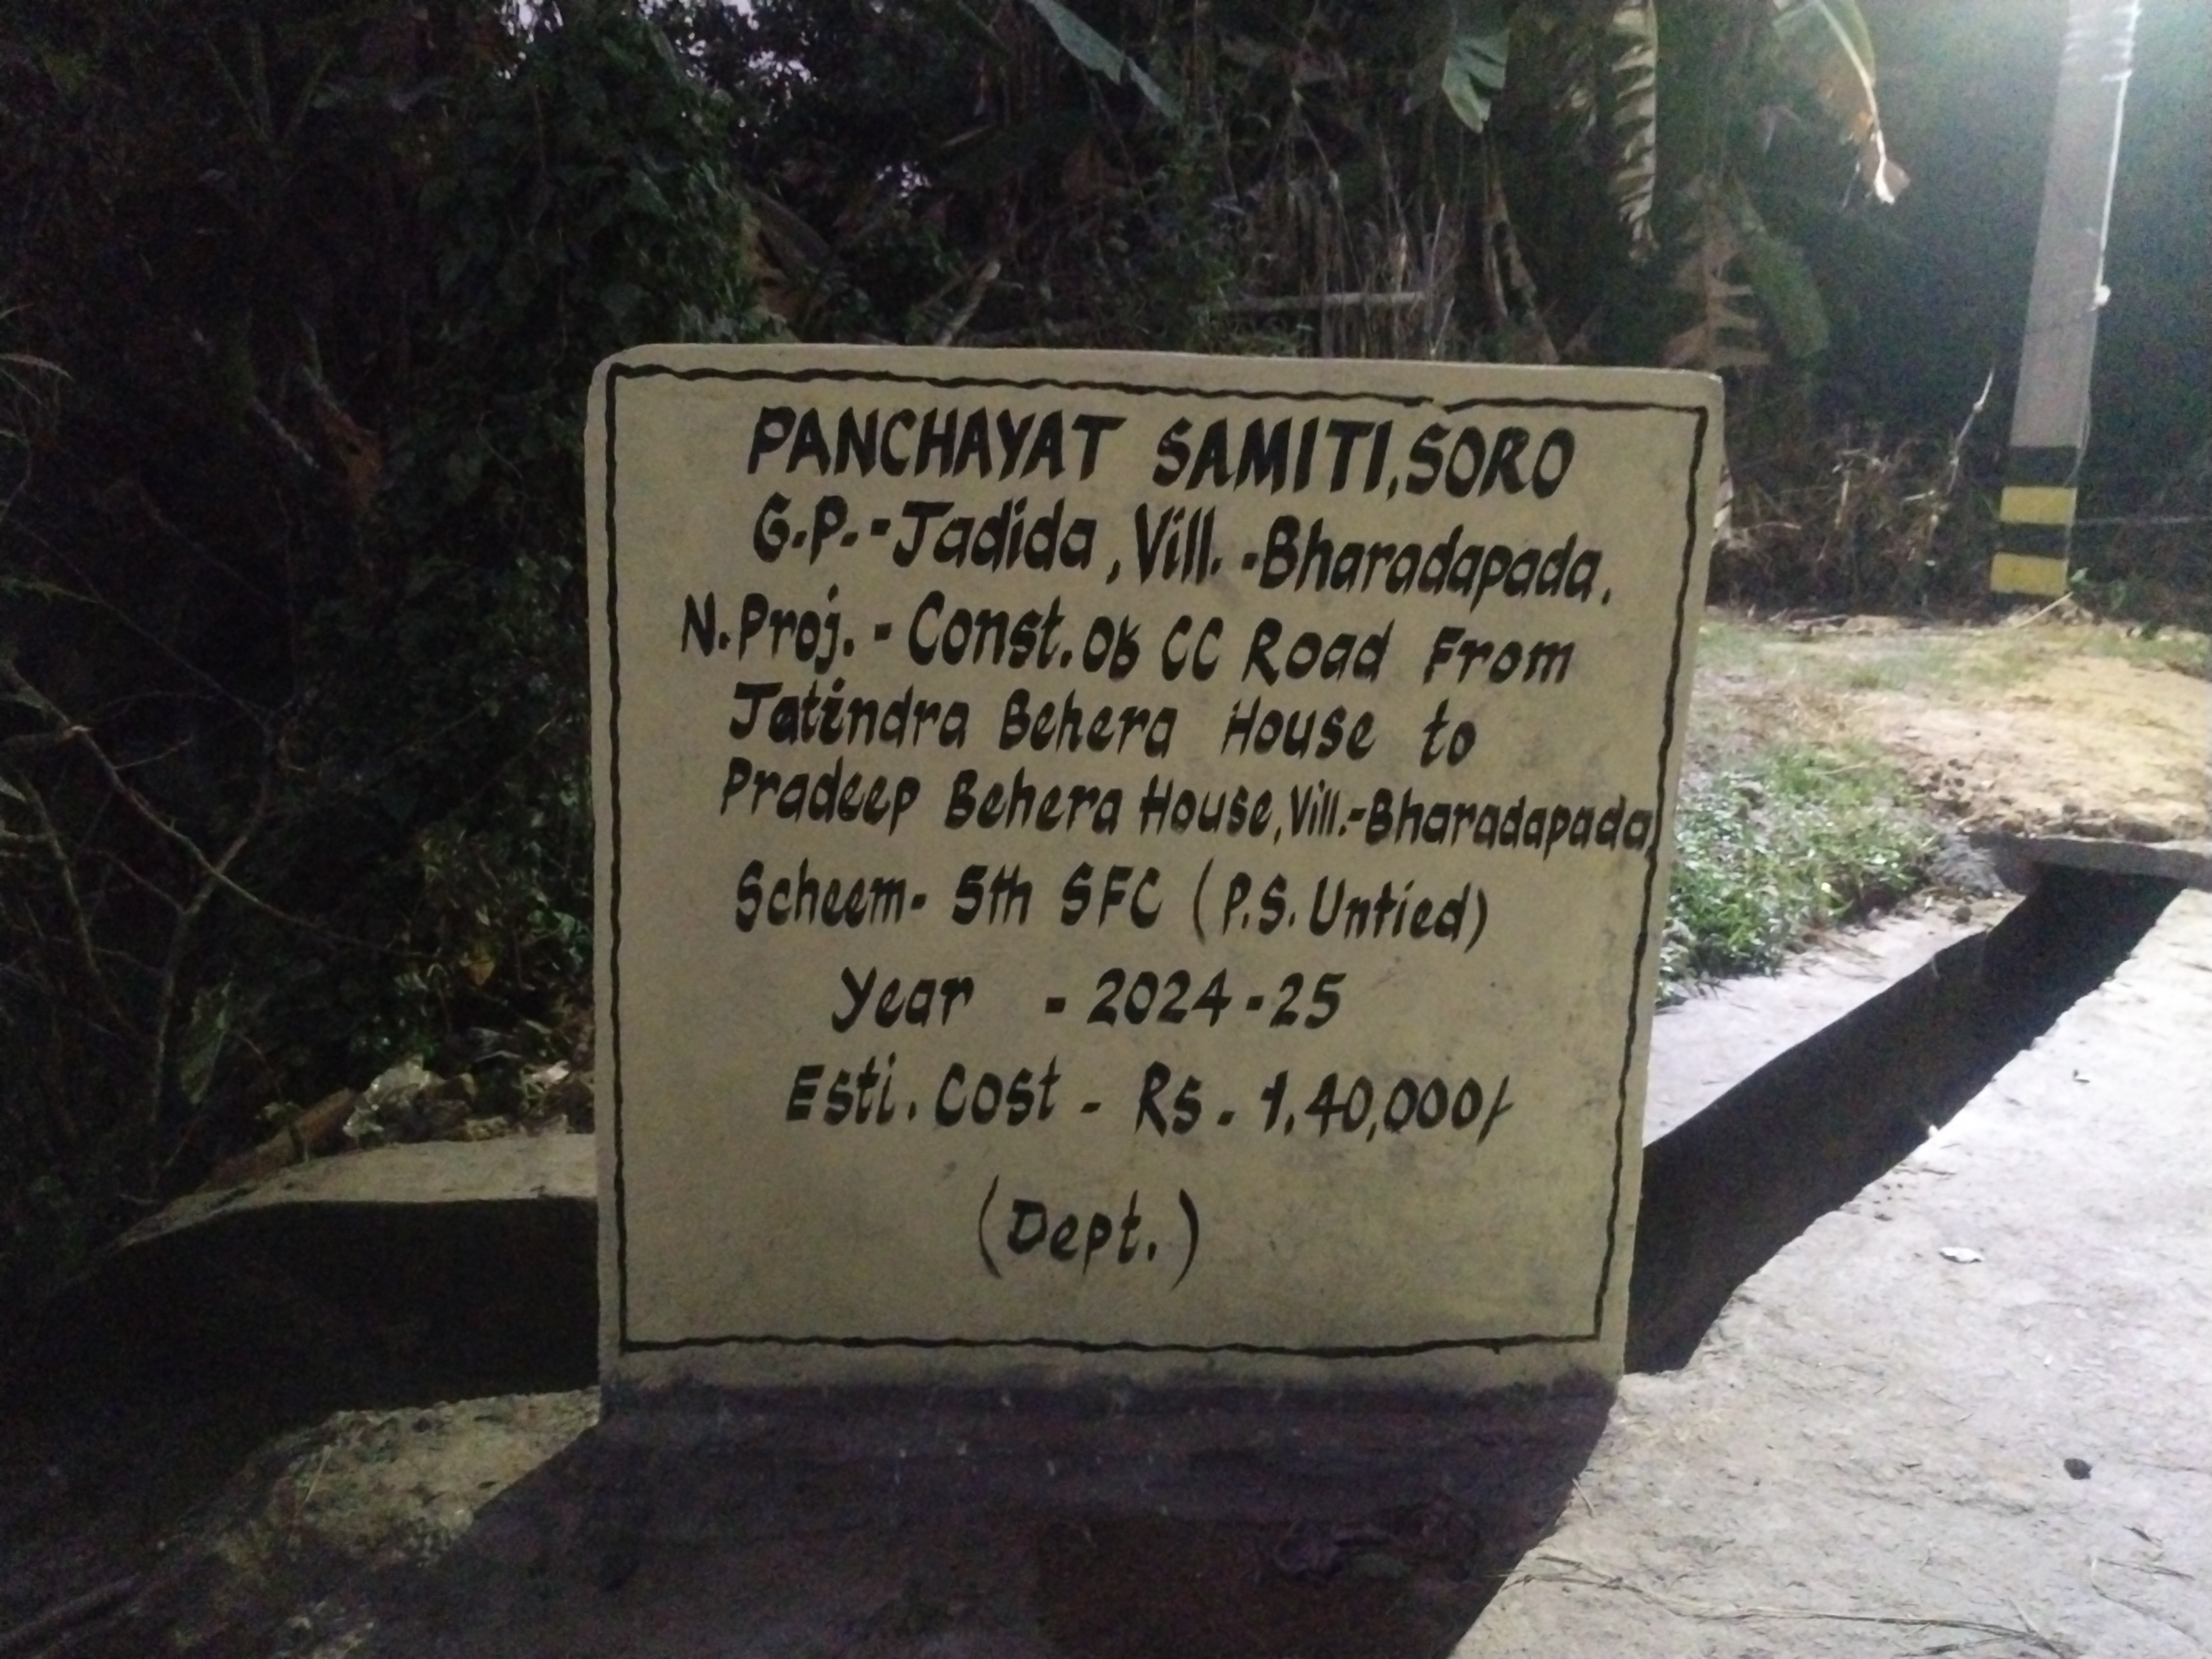 PANCHAYAT SAMITI, SORO
G.P.-Jadida, Vill.-Bharadapada.
N.Proj.- Const. of CC Road From
Jatindra Behera House to
Pradeep Behera House, Vill.-Bharadapada,
Scheem- 5th SFC (P.S. Untied)
Year - 2024-25
Esti. Cost - Rs. 1.40,000/-
(Dept.)